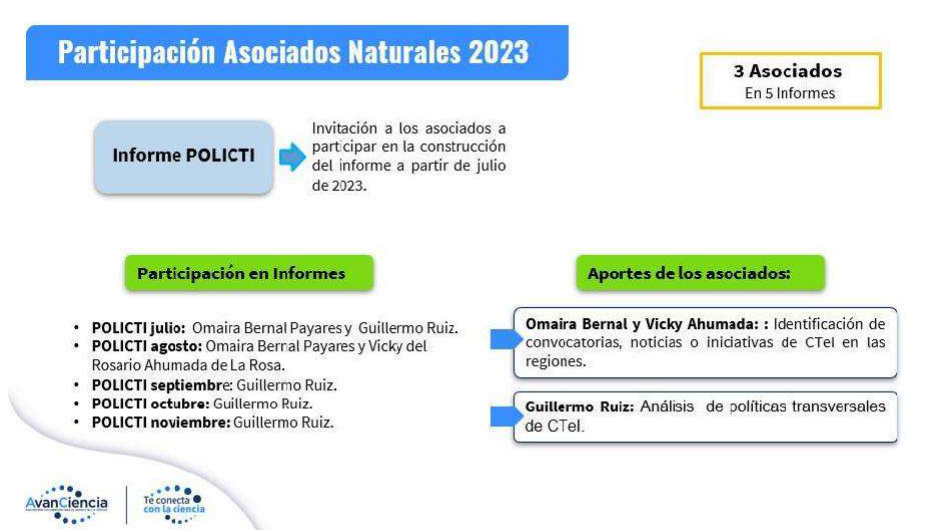 Participación Asociados Naturales 2023
3 Asociados
En 5 Informes
Informe POLICTI
Invitación a los asociados a
participar en la construcción
del informe a partir de julio
de 2023.
Participación en Informes
• POLICTI julio: Omaira Bernal Payares y Guillermo Ruiz.
• POLICTI agosto: Omaira Bernal Payares y Vicky del
Rosario Ahumada de La Rosa.
• POLICTI septiembre: Guillermo Ruiz.
• POLICTI octubre: Guillermo Ruiz.
• POLICTI noviembre: Guillermo Ruiz.
Aportes de los asociados:
Omaira Bernal y Vicky Ahumada: : Identificación de
convocatorias, noticias o iniciativas de CTeI en las
regiones.
Guillermo Ruiz: Análisis de políticas transversales
de CTeI.
AvanCiencia
Te conecta
con la ciencia